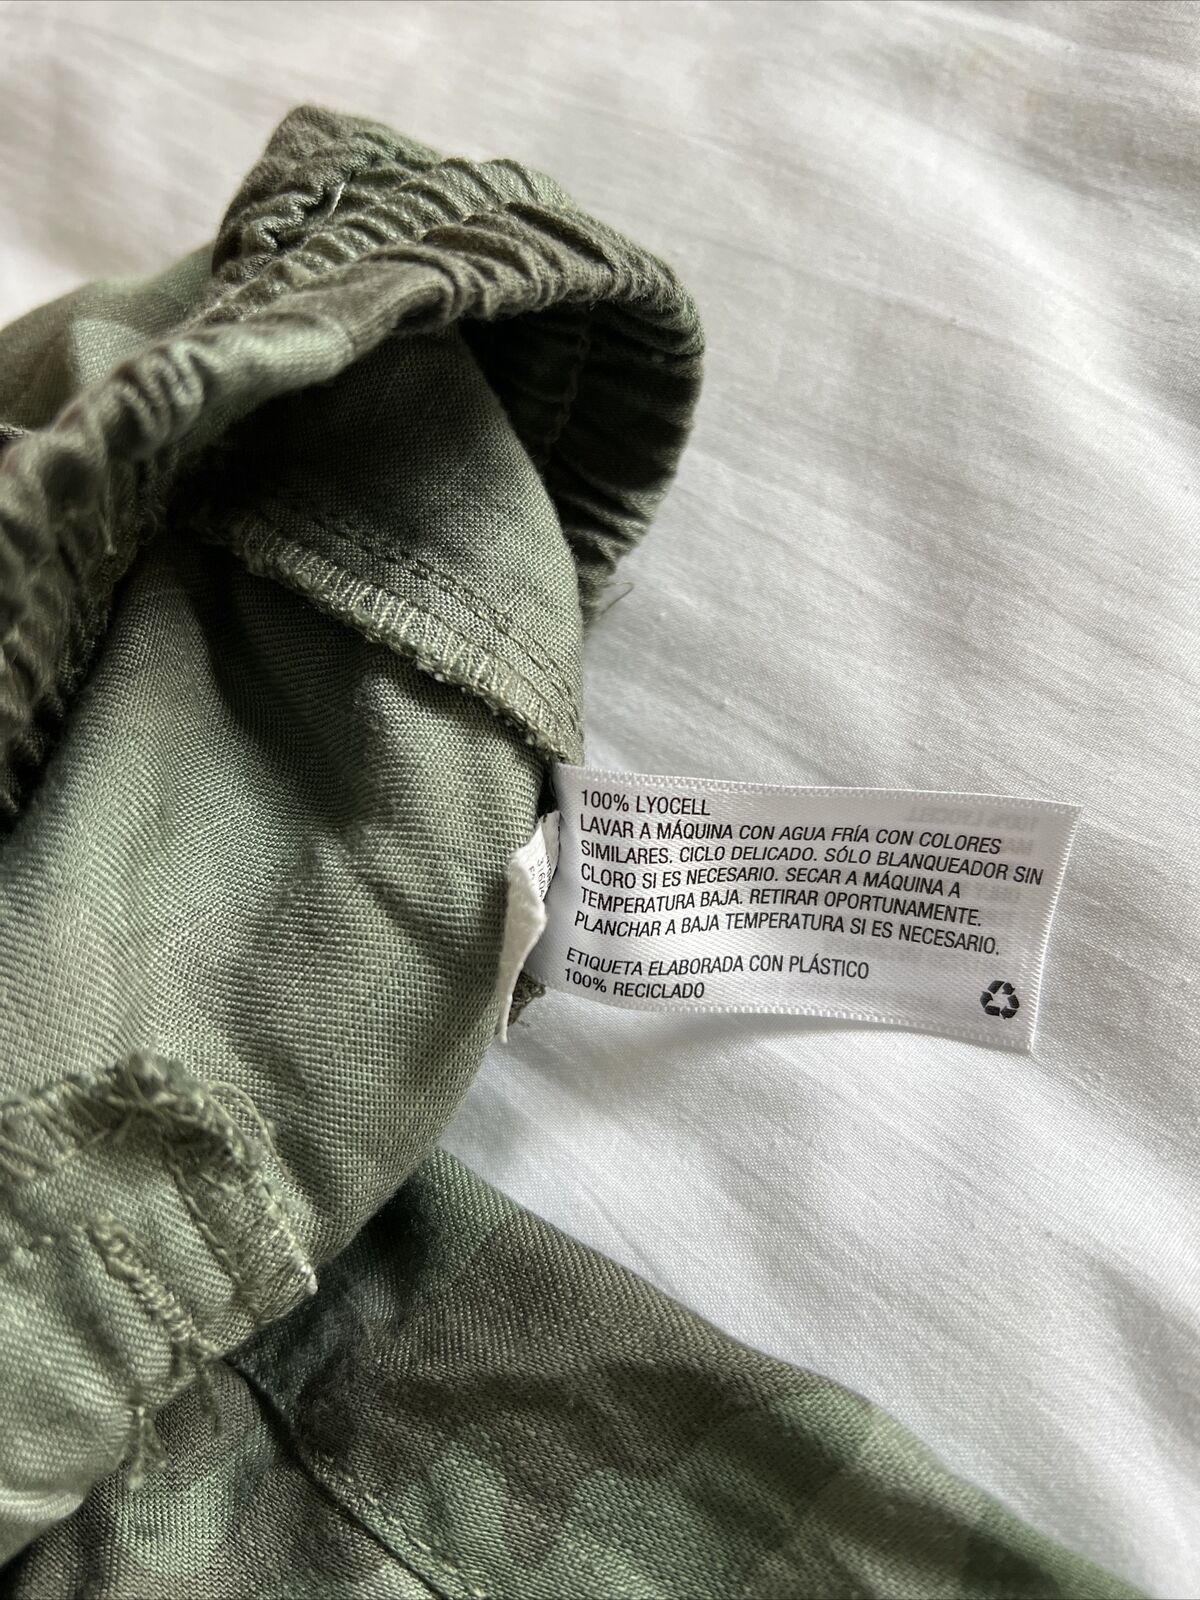 100% LYOCELL
LAVAR A MÁQUINA CON AGUA FRÍA CON COLORES
SIMILARES. CICLO DELICADO. SÓLO BLANQUEADOR SIN
CLORO SI ES NECESARIO. SECAR A MÁQUINA A
TEMPERATURA BAJA. RETIRAR OPORTUNAMENTE.
PLANCHAR A BAJA TEMPERATURA SI ES NECESARIO.
ETIQUETA ELABORADA CON PLÁSTICO
100% RECICLADO